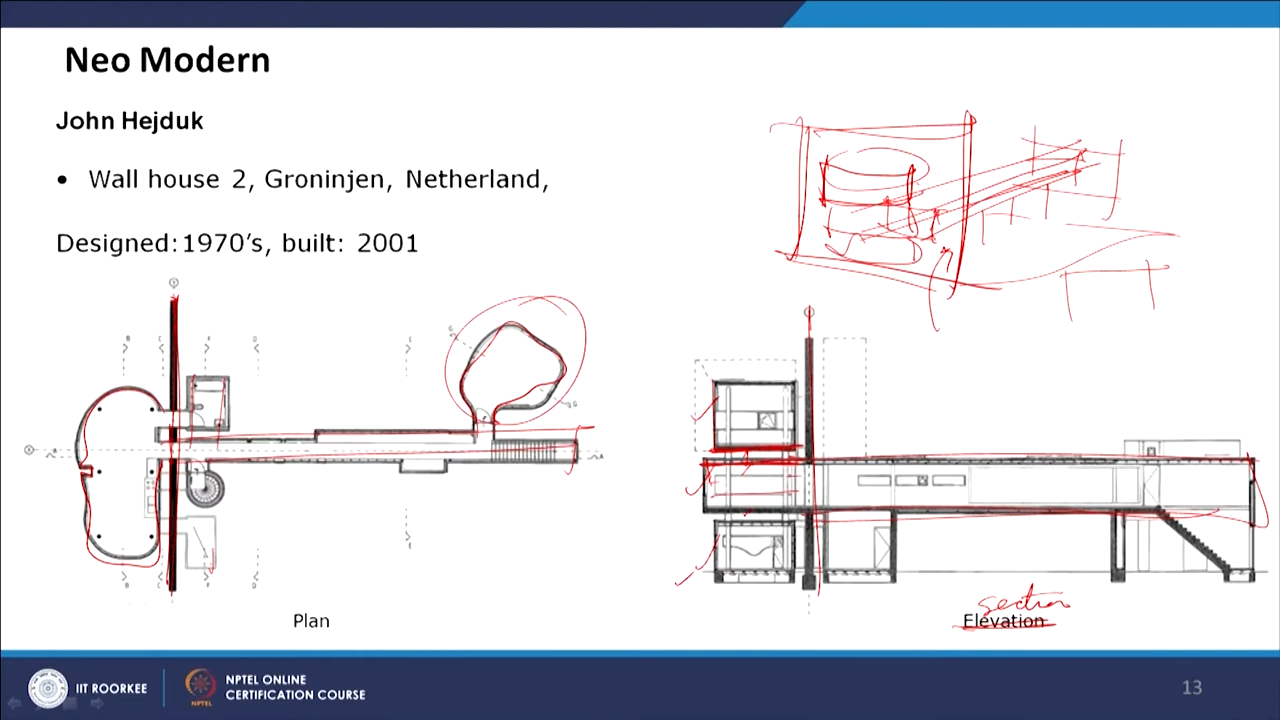 Neo Modern
John Hejduk
• Wall house 2, Groninjen, Netherland,
Designed:1970's, built: 2001
section
Plan
Elevation
IIT ROORKEE
NPTEL
NPTEL ONLINE
CERTIFICATION COURSE
13